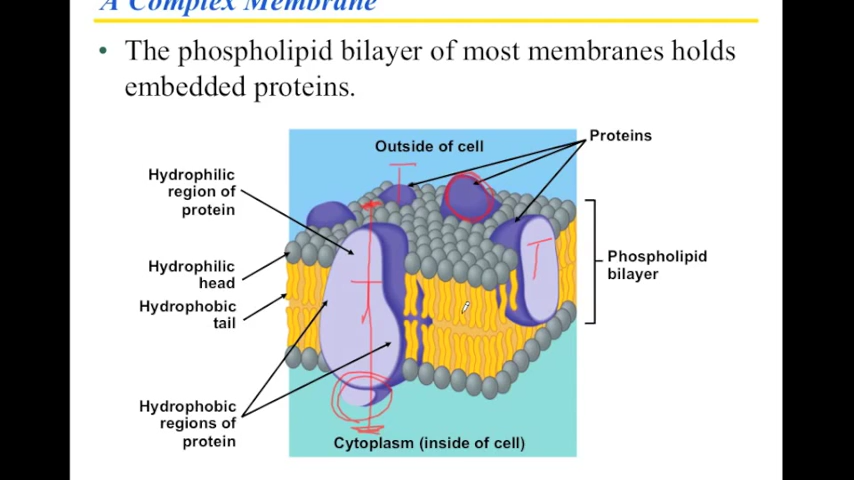 A Complex Membrane
• The phospholipid bilayer of most membranes holds
embedded proteins.
Outside of cell
Proteins
Hydrophilic
region of
protein
Hydrophilic
head
Phospholipid
bilayer
Hydrophobic
tail
Hydrophobic
regions of
protein
Cytoplasm (inside of cell)
T
T